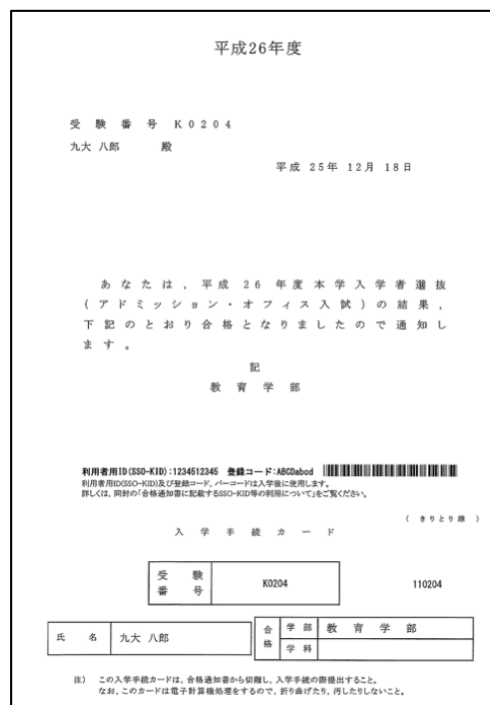 平成26年度
受 験 番 号 K0204
九大 八郎 殿
平成 25年 12月 18日
あなたは，平成 26 年度本学入学者選抜
（アドミッション・オフィス入試）の結果，
下記のとおり合格となりましたので通知し
ます。
記
教育学部
利用者用ID(SSO-KID):1234512345 登録コード:ABCDabcd
利用者用ID(SSO-KID)及び登録コード、バーコードは入学後に使用します。
詳しくは、同封の「合格通知書に記載するSSO-KID等の利用について」をご覧ください。
（ きりとり線 ）
入 学 手 続 カ ー ド
受 験
番 号
K0204
110204
氏 名
九大 八郎
合
格
学 部
教 育 学 部
学 科
注） この入学手続カードは，合格通知書から切離し，入学手続の際提出すること。
なお，このカードは電子計算機処理をするので，折り曲げたり，汚したりしないこと。